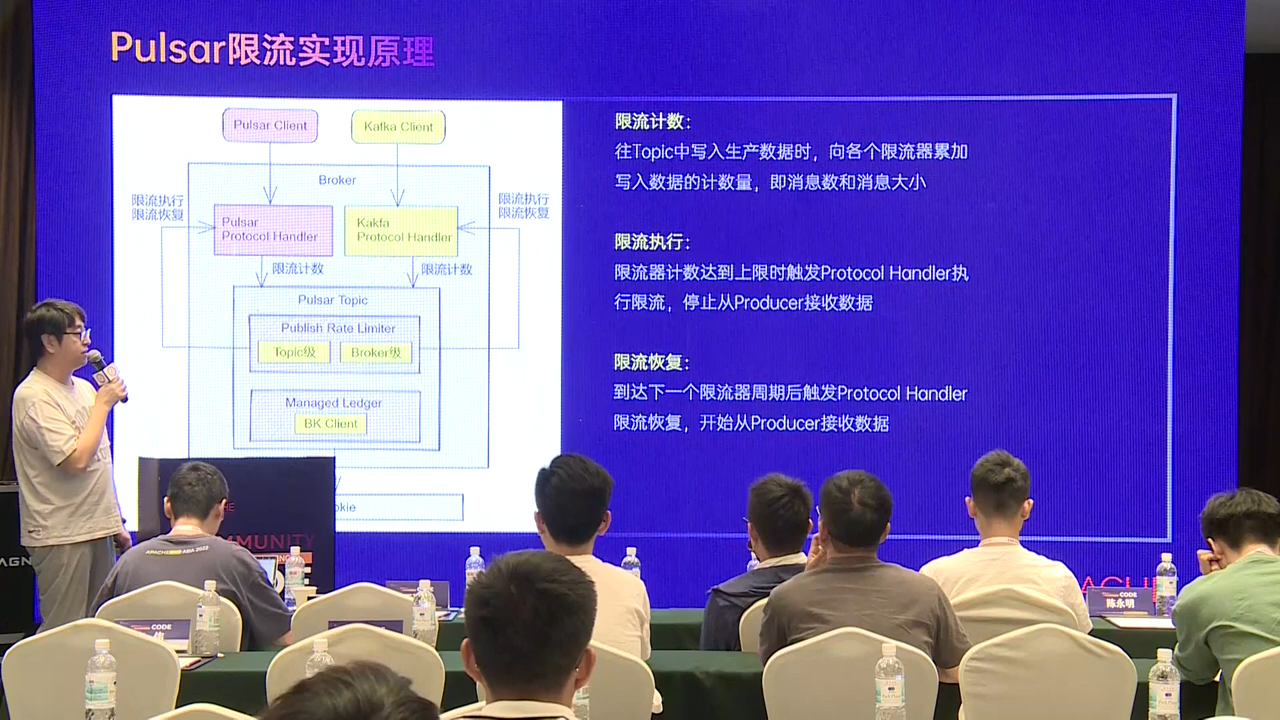 Pulsar限流实现原理
Pulsar Client
Kafka Client
Broker
限流执行
限流恢复
限流执行
限流恢复
Pulsar
Protocol Handler
Kakfa
Protocol Handler
限流计数
限流计数
Pulsar Topic
Publish Rate Limiter
Topic级
Broker级
Managed Ledger
BK Client
kie
限流计数：
往Topic中写入生产数据时，向各个限流器累加
写入数据的计数量，即消息数和消息大小
限流执行：
限流器计数达到上限时触发Protocol Handler执
行限流，停止从Producer接收数据
限流恢复：
到达下一个限流器周期后触发Protocol Handler
限流恢复，开始从Producer接收数据
MMUNITY
APACHECON ASIA 2022
AGN
CODE
陈永明